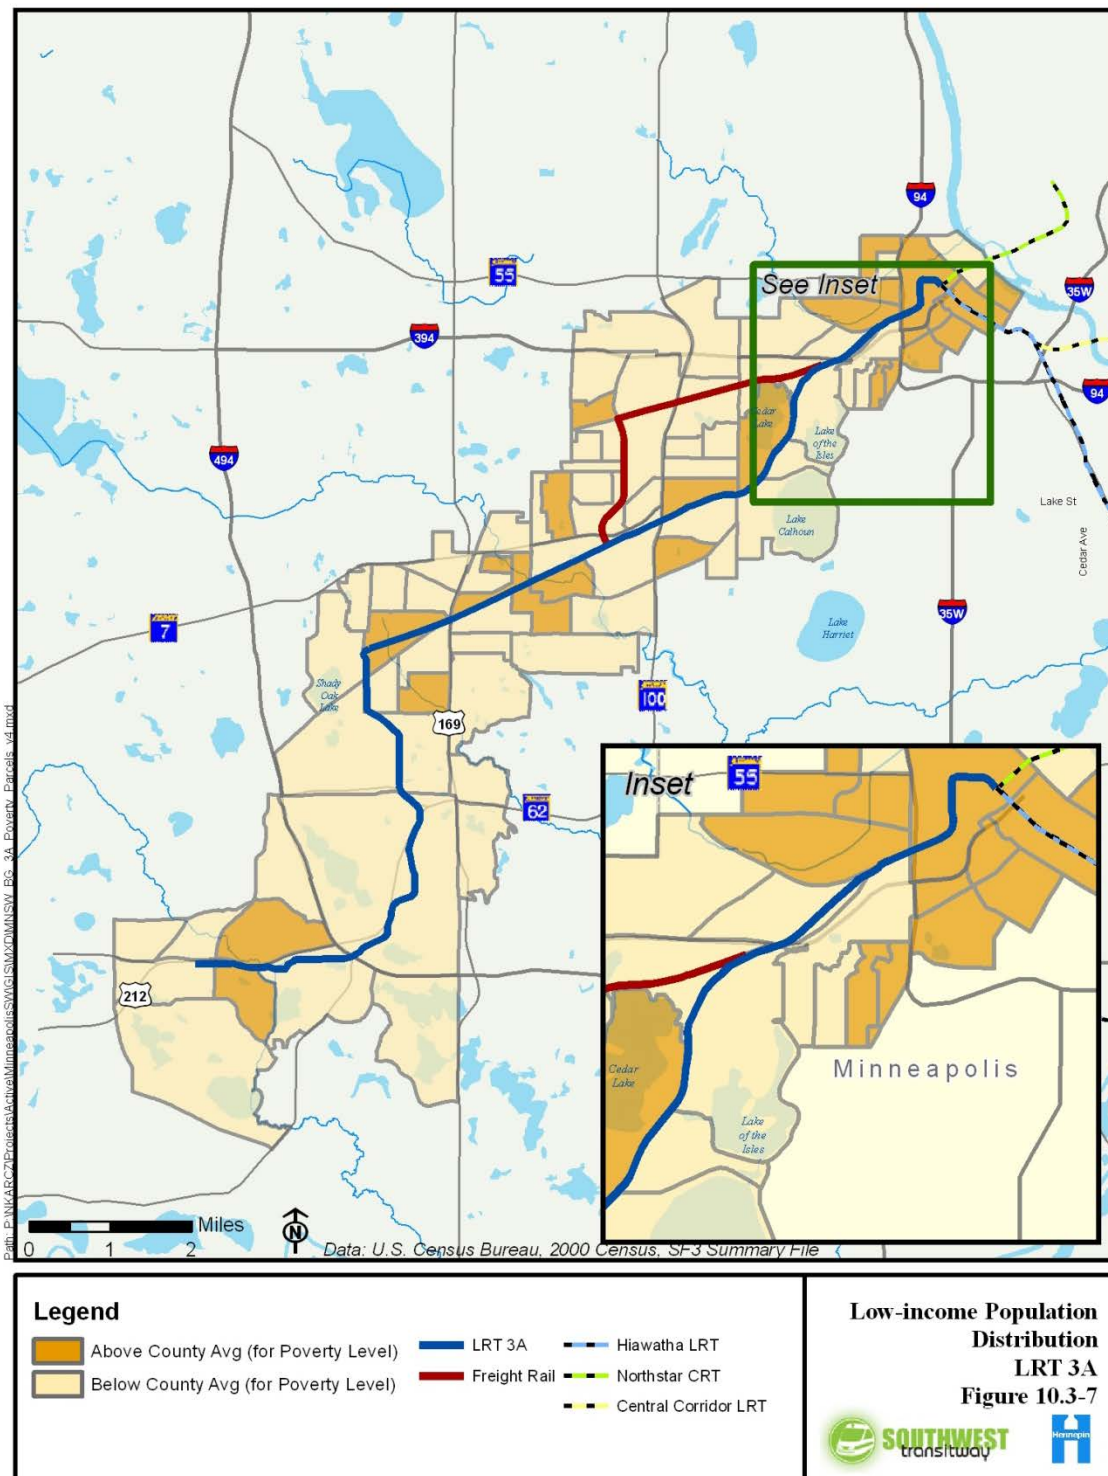 94
55
See Inset
35W
394
94
Cedar
Lake
Lake
of the
Isles
494
Lake St
Lake
Calhoun
Cedar Ave
7
35W
Lake
Harriet
Shady
Oak
Lake
100
169
Inset
55
62
212
Minneapolis
Cedar
Lake
Lake
of the
Isles
Miles
0 1 2
N
Data: U.S. Census Bureau, 2000 Census, SF3 Summary File
Legend
Above County Avg (for Poverty Level)
Below County Avg (for Poverty Level)
LRT 3A
Freight Rail
Hiawatha LRT
Northstar CRT
Central Corridor LRT
Low-income Population
Distribution
LRT 3A
Figure 10.3-7
SOUTHWEST
transitway
Hennepin